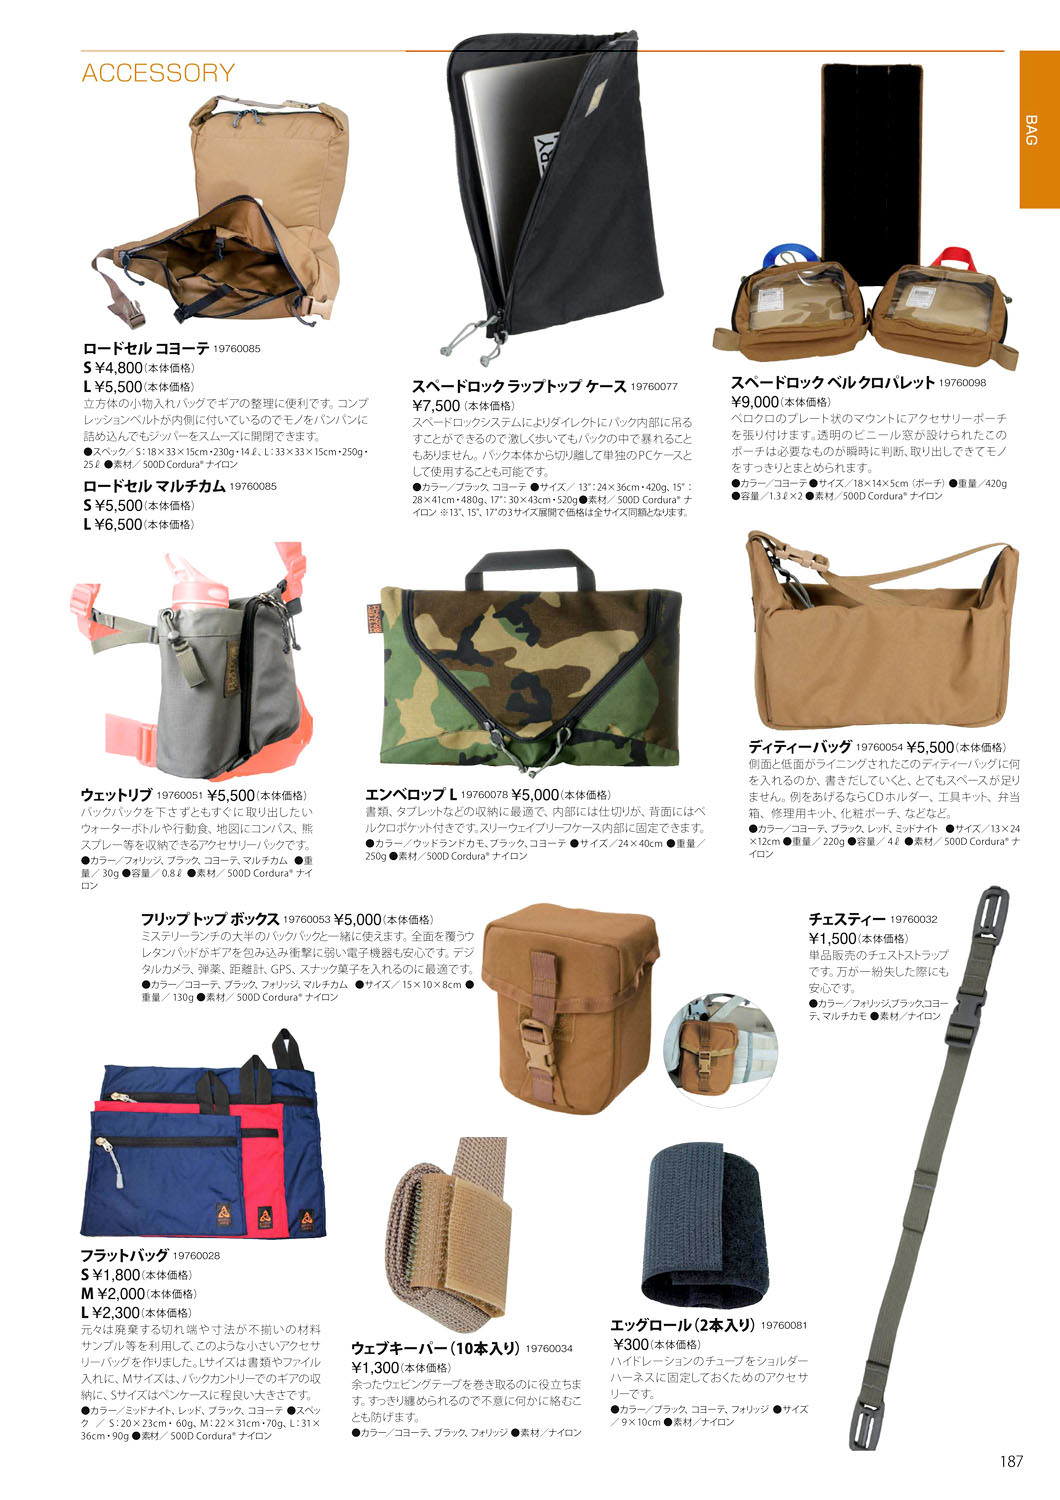 ACCESSORY
BAG
ロードセル コヨーテ 19760085
S ¥4,800(本体価格)
L ¥5,500(本体価格)
立方体の小物入れバッグでギアの整理に便利です。コンプ
レッションベルトが内側に付いているのでモノをパンパンに
詰め込んでもジッパーをスムーズに開閉できます。
●スペック／ S：18×33×15cm・230g・14ℓ、L：33×33×15cm・250g・
25ℓ ●素材／ 500D Cordura® ナイロン
ロードセル マルチカム 19760085
S ¥5,500(本体価格)
L ¥6,500(本体価格)
スペードロック ラップトップ ケース 19760077
¥7,500 (本体価格)
スペードロックシステムによりダイレクトにパック内部に吊る
すことができるので激しく歩いてもパックの中で暴れること
もありません。パック本体から切り離して単独のPCケースと
して使用することも可能です。
●カラー／ブラック、コヨーテ ●サイズ／ 13"：24×36cm・420g、15"：
28×41cm・480g、17"：30×43cm・520g●素材／ 500D Cordura® ナ
イロン ※13"、15"、17"の3サイズ展開で価格は全サイズ同額となります。
スペードロック ベルクロパレット 19760098
¥9,000(本体価格)
ベロクロのプレート状のマウントにアクセサリーポーチ
を張り付けます。透明のビニール窓が設けられたこの
ポーチは必要なものが瞬時に判断、取り出しできてモノ
をすっきりとまとめられます。
●カラー／コヨーテ ●サイズ／18×14×5cm（ポーチ）●重量／420g
●容量／1.3ℓ×2 ●素材／500D Cordura® ナイロン
ウェットリブ 19760051 ¥5,500(本体価格)
バックパックを下さずともすぐに取り出したい
ウォーターボトルや行動食、地図にコンパス、熊
スプレー等を収納できるアクセサリーパックです。
●カラー／フォリッジ、ブラック、コヨーテ、マルチカム ●重
量／ 30g ●容量／ 0.8ℓ ●素材／ 500D Cordura® ナイ
ロン
エンベロップ L 19760078 ¥5,000(本体価格)
書類、タブレットなどの収納に最適で、内部には仕切りが、背面にはベ
ルクロポケット付きです。スリーウェイブリーフケース内部に固定できます。
●カラー／ウッドランドカモ、ブラック、コヨーテ ●サイズ／24×40cm ●重量／
250g ●素材／500D Cordura® ナイロン
ディティーバッグ 19760054 ¥5,500(本体価格)
側面と低面がライニングされたこのディティーバッグに何
を入れるのか、書きだしていくと、とてもスペースが足り
ません。例をあげるならCDホルダー、工具キット、弁当
箱、修理用キット、化粧ポーチ、などなど。
●カラー／コヨーテ、ブラック、レッド、ミッドナイト ●サイズ／13×24
×12cm ●重量／ 220g ●容量／ 4ℓ ●素材／ 500D Cordura® ナ
イロン
フリップ トップ ボックス 19760053 ¥5,000(本体価格)
ミステリーランチの大半のバックパックと一緒に使えます。全面を覆うウ
レタンパッドがギアを包み込み衝撃に弱い電子機器も安心です。デジ
タルカメラ、弾薬、距離計、GPS、スナック菓子を入れるのに最適です。
●カラー／コヨーテ、ブラック、フォリッジ、マルチカム ●サイズ／ 15×10×8cm ●
重量／ 130g ●素材／ 500D Cordura® ナイロン
チェスティー 19760032
¥1,500(本体価格)
単品販売のチェストストラップ
です。万が一紛失した際にも
安心です。
●カラー／フォリッジ、ブラック、コヨー
テ、マルチカモ ●素材／ナイロン
フラットバッグ 19760028
S ¥1,800(本体価格)
M ¥2,000(本体価格)
L ¥2,300(本体価格)
元々は廃棄する切れ端や寸法が不揃いの材料
サンプル等を利用して、このような小さいアクセサ
リーバッグを作りました。Lサイズは書類やファイル
入れに、Mサイズは、バックカントリーでのギアの収
納に、Sサイズはペンケースに程良い大きさです。
●カラー／ミッドナイト、レッド、ブラック、コヨーテ ●スペッ
ク ／ S：20×23cm・ 60g、M：22×31cm・70g、L：31×
36cm・90g ●素材／ 500D Cordura® ナイロン
ウェブキーパー（10本入り） 19760034
¥1,300(本体価格)
余ったウェビングテープを巻き取るのに役立ちま
す。すっきり纏められるので不意に何かに絡むこ
とも防げます。
●カラー／コヨーテ、ブラック、フォリッジ ●素材／ナイロン
エッグロール（2本入り） 19760081
¥300(本体価格)
ハイドレーションのチューブをショルダー
ハーネスに固定しておくためのアクセサ
リーです。
●カラー／ブラック、コヨーテ、フォリッジ ●サイズ
／ 9×10cm ●素材／ナイロン
187